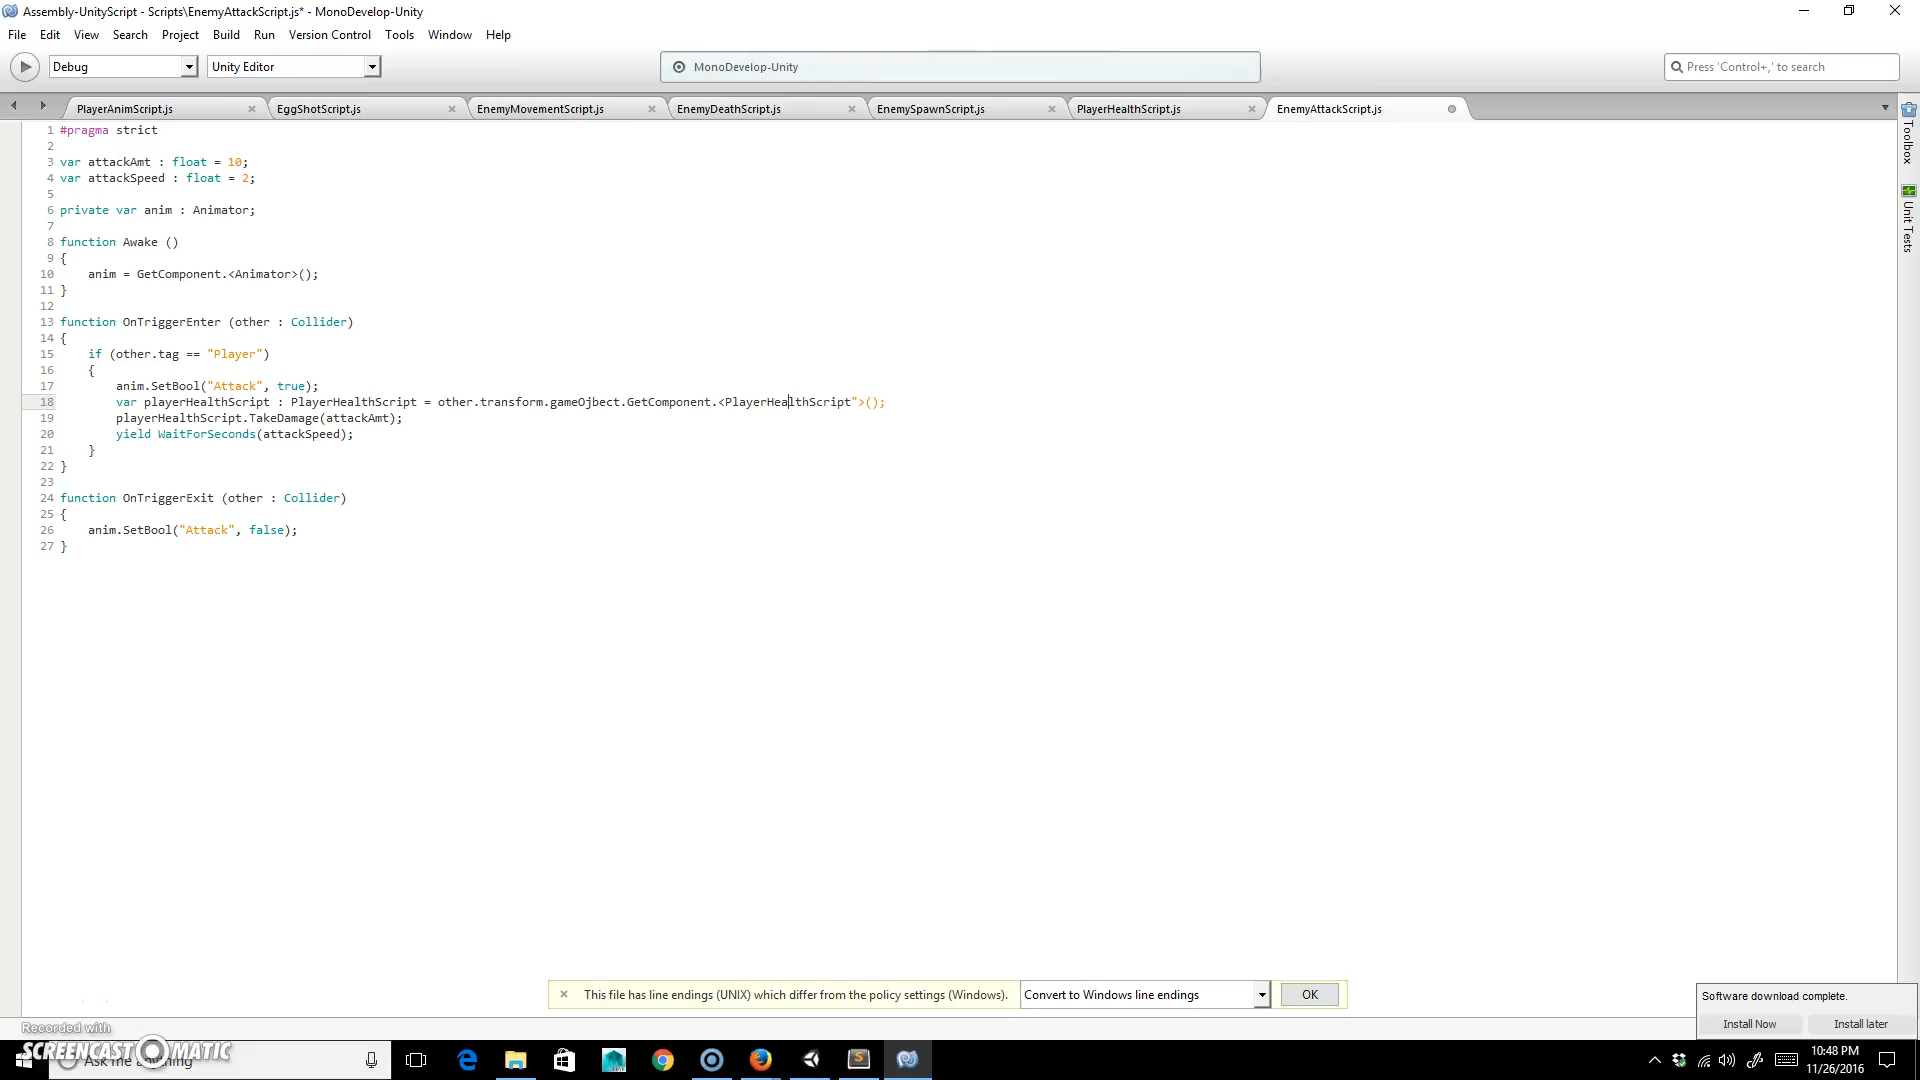 Assembly-UnityScript - Scripts\EnemyAttackScript.js* - MonoDevelop-Unity
File Edit View Search Project Build Run Version Control Tools Window Help
Debug Unity Editor MonoDevelop-Unity Press 'Control+,' to search
PlayerAnimScript.js EggShotScript.js EnemyMovementScript.js EnemyDeathScript.js EnemySpawnScript.js PlayerHealthScript.js EnemyAttackScript.js
Toolbox
Unit Tests
1 #pragma strict
2
3 var attackAmt : float = 10;
4 var attackSpeed : float = 2;
5
6 private var anim : Animator;
7
8 function Awake ()
9 {
10 anim = GetComponent.<Animator>();
11 }
12
13 function OnTriggerEnter (other : Collider)
14 {
15 if (other.tag == "Player")
16 {
17 anim.SetBool("Attack", true);
18 var playerHealthScript : PlayerHealthScript = other.transform.gameOjbect.GetComponent.<PlayerHealthScript">();
19 playerHealthScript.TakeDamage(attackAmt);
20 yield WaitForSeconds(attackSpeed);
21 }
22 }
23
24 function OnTriggerExit (other : Collider)
25 {
26 anim.SetBool("Attack", false);
27 }
This file has line endings (UNIX) which differ from the policy settings (Windows). Convert to Windows line endings OK
Software download complete.
Install Now Install later
Recorded with
SCREENCAST-O-MATIC
Ask me anything
10:48 PM
11/26/2016